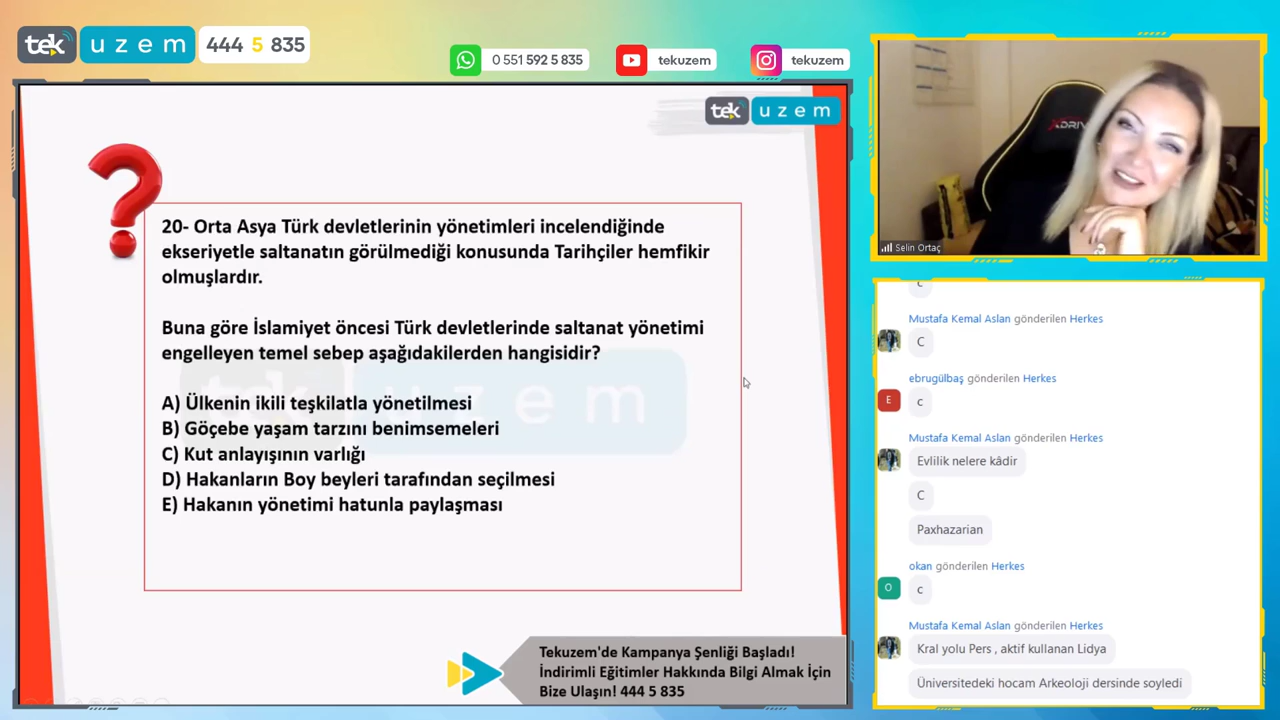 tek uzem 444 5 835
0 551 592 5 835
tekuzem
tekuzem
tek uzem
20- Orta Asya Türk devletlerinin yönetimleri incelendiğinde
ekseriyetle saltanatın görülmediği konusunda Tarihçiler hemfikir
olmuşlardır.
Buna göre İslamiyet öncesi Türk devletlerinde saltanat yönetimi
engelleyen temel sebep aşağıdakilerden hangisidir?
A) Ülkenin ikili teşkilatla yönetilmesi
B) Göçebe yaşam tarzını benimsemeleri
C) Kut anlayışının varlığı
D) Hakanların Boy beyleri tarafından seçilmesi
E) Hakanın yönetimi hatunla paylaşması
tek uzem
Tekuzem'de Kampanya Şenliği Başladı!
İndirimli Eğitimler Hakkında Bilgi Almak İçin
Bize Ulaşın! 444 5 835
XDRIV
Selin Ortaç
c
Mustafa Kemal Aslan gönderilen Herkes
C
ebrugülbaş gönderilen Herkes
E
c
Mustafa Kemal Aslan gönderilen Herkes
Evlilik nelere kâdir
C
Paxhazarian
okan gönderilen Herkes
O
c
Mustafa Kemal Aslan gönderilen Herkes
Kral yolu Pers , aktif kullanan Lidya
Üniversitedeki hocam Arkeoloji dersinde soyledi